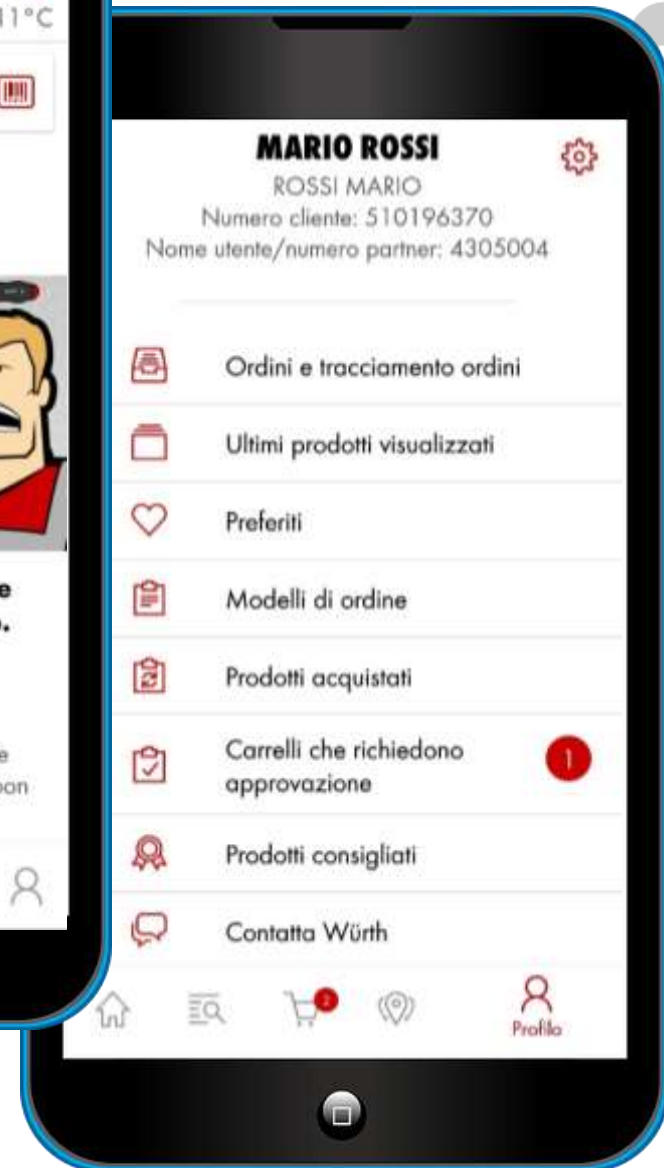 11°C
e
.
e
on
MARIO ROSSI
ROSSI MARIO
Numero cliente: 510196370
Nome utente/numero partner: 4305004
Ordini e tracciamento ordini
Ultimi prodotti visualizzati
Preferiti
Modelli di ordine
Prodotti acquistati
Carrelli che richiedono
approvazione
1
Prodotti consigliati
Contatta Würth
2
Profilo